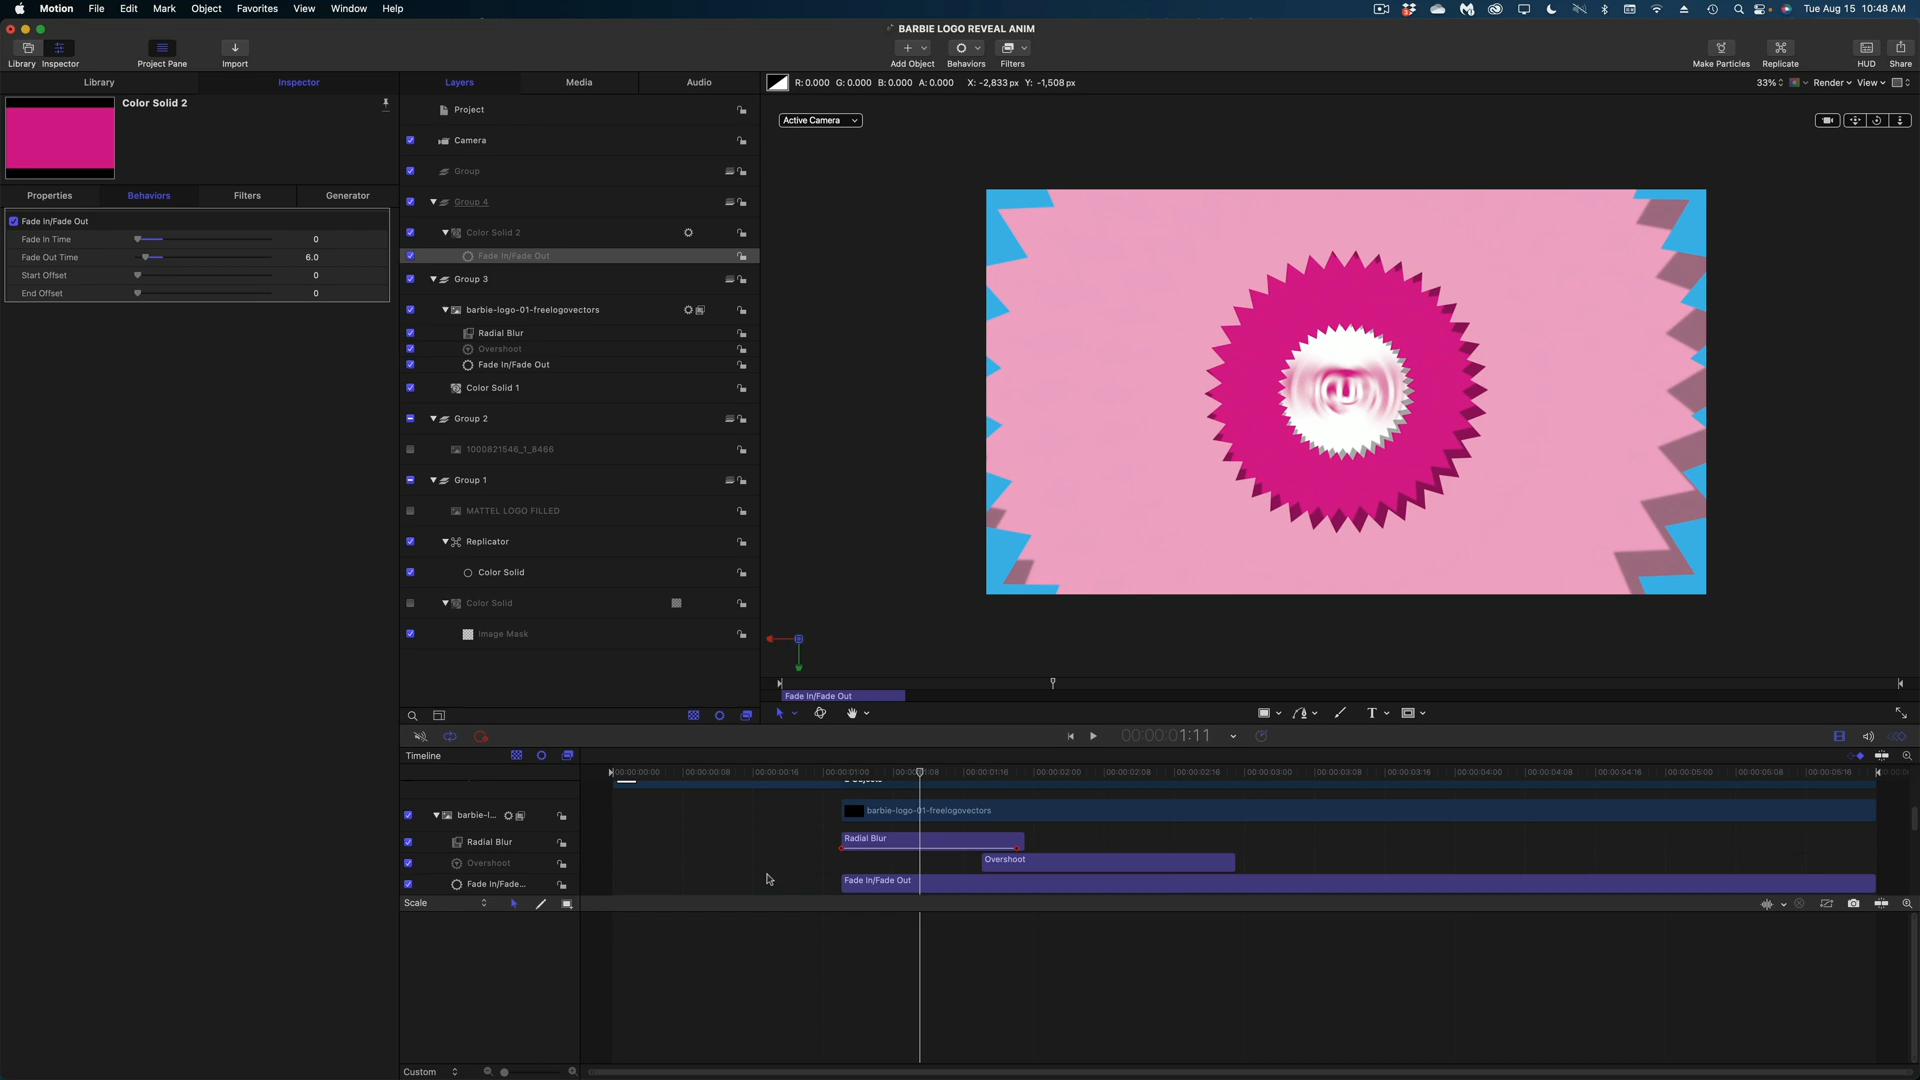 Motion File Edit Mark Object Favorites View Window Help
Tue Aug 15 10:48 AM
BARBIE LOGO REVEAL ANIM
Library Inspector Project Pane Import Add Object Behaviors Filters Make Particles Replicate HUD Share
Library Inspector Layers Media Audio
R: 0.000 G: 0.000 B: 0.000 A: 0.000 X: -2,833 px Y: -1,508 px
33% Render View
Color Solid 2
Properties Behaviors Filters Generator
Fade In/Fade Out
Fade In Time 0
Fade Out Time 6.0
Start Offset 0
End Offset 0
Project
Camera
Group
Group 4
Color Solid 2
Fade In/Fade Out
Group 3
barbie-logo-01-freelogovectors
Radial Blur
Overshoot
Fade In/Fade Out
Color Solid 1
Group 2
1000821546_1_8466
Group 1
MATTEL LOGO FILLED
Replicator
Color Solid
Color Solid
Image Mask
Active Camera
Fade In/Fade Out
T
00:00:01:11
Timeline
00:00:00:00 00:00:00:08 00:00:00:16 00:00:01:00 00:00:01:16 00:00:02:00 00:00:02:08 00:00:02:16 00:00:03:00 00:00:03:08 00:00:03:16 00:00:04:00 00:00:04:08 00:00:04:16 00:00:05:00 00:00:05:08 00:00:05:16
barbie-l... barbie-logo-01-freelogovectors
Radial Blur Radial Blur
Overshoot Overshoot
Fade In/Fade... Fade In/Fade Out
Scale
Custom